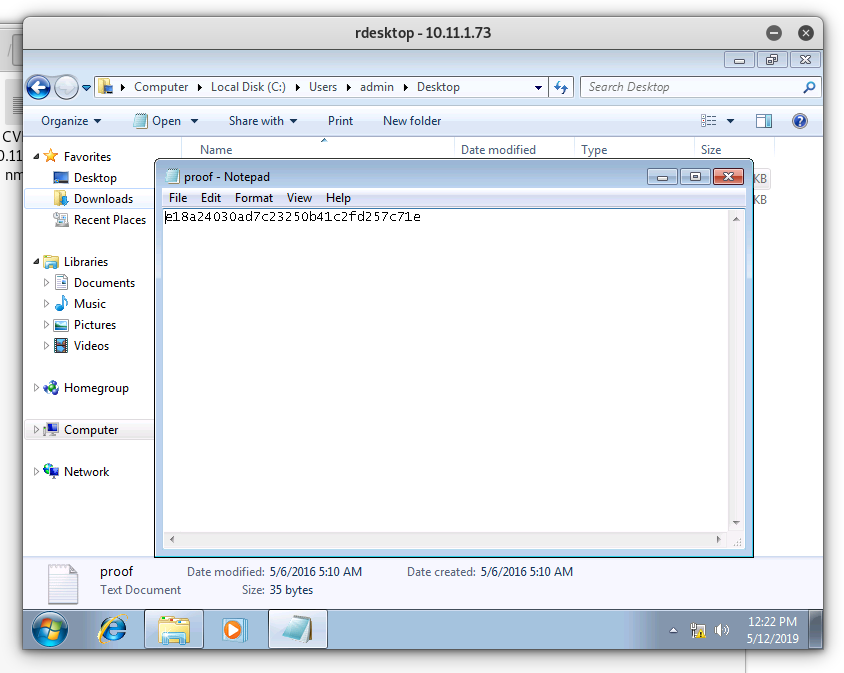 rdesktop - 10.11.1.73
Computer Local Disk (C:) Users admin Desktop
Search Desktop
Organize Open Share with Print New folder
Name Date modified Type Size
CV
0.11
nm
Favorites
Desktop
Downloads
Recent Places
Libraries
Documents
Music
Pictures
Videos
Homegroup
Computer
Network
KB
KB
proof - Notepad
File Edit Format View Help
e18a24030ad7c23250b41c2fd257c71e
proof Date modified: 5/6/2016 5:10 AM Date created: 5/6/2016 5:10 AM
Text Document Size: 35 bytes
12:22 PM
5/12/2019